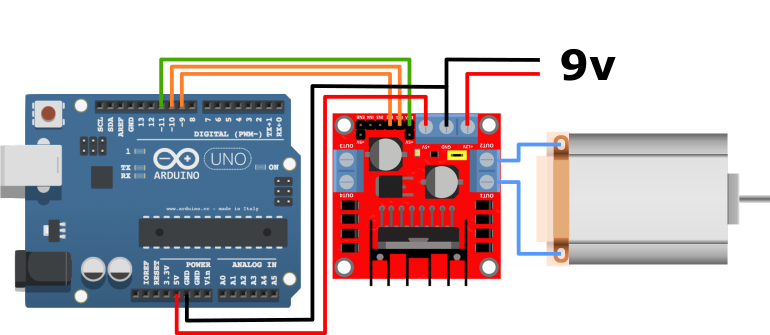 9v
SCL
SDA
AREF
GND
13
12
~11
~10
~9
8
7
6
5
4
3
2
TX→1
RX←0
DIGITAL (PWM~)
1
TX
RX
UNO
ARDUINO
ON
www.arduino.cc - made in Italy
POWER
ANALOG IN
IOREF
RESET
3.3V
5V
GND
GND
Vin
A0
A1
A2
A3
A4
A5
+5V
GND
+12V
OUT3
OUT4
OUT2
OUT1